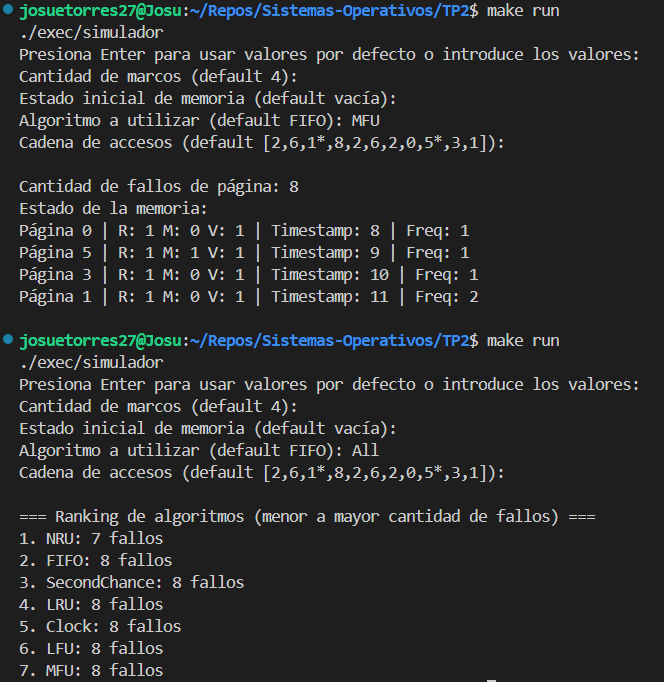 josuetorres27@Josu:~/Repos/Sistemas-Operativos/TP2$ make run
./exec/simulador
Presiona Enter para usar valores por defecto o introduce los valores:
Cantidad de marcos (default 4):
Estado inicial de memoria (default vacía):
Algoritmo a utilizar (default FIFO): MFU
Cadena de accesos (default [2,6,1*,8,2,6,2,0,5*,3,1]):
Cantidad de fallos de página: 8
Estado de la memoria:
Página 0 | R: 1 M: 0 V: 1 | Timestamp: 8 | Freq: 1
Página 5 | R: 1 M: 1 V: 1 | Timestamp: 9 | Freq: 1
Página 3 | R: 1 M: 0 V: 1 | Timestamp: 10 | Freq: 1
Página 1 | R: 1 M: 0 V: 1 | Timestamp: 11 | Freq: 2
josuetorres27@Josu:~/Repos/Sistemas-Operativos/TP2$ make run
./exec/simulador
Presiona Enter para usar valores por defecto o introduce los valores:
Cantidad de marcos (default 4):
Estado inicial de memoria (default vacía):
Algoritmo a utilizar (default FIFO): All
Cadena de accesos (default [2,6,1*,8,2,6,2,0,5*,3,1]):
=== Ranking de algoritmos (menor a mayor cantidad de fallos) ===
1. NRU: 7 fallos
2. FIFO: 8 fallos
3. SecondChance: 8 fallos
4. LRU: 8 fallos
5. Clock: 8 fallos
6. LFU: 8 fallos
7. MFU: 8 fallos